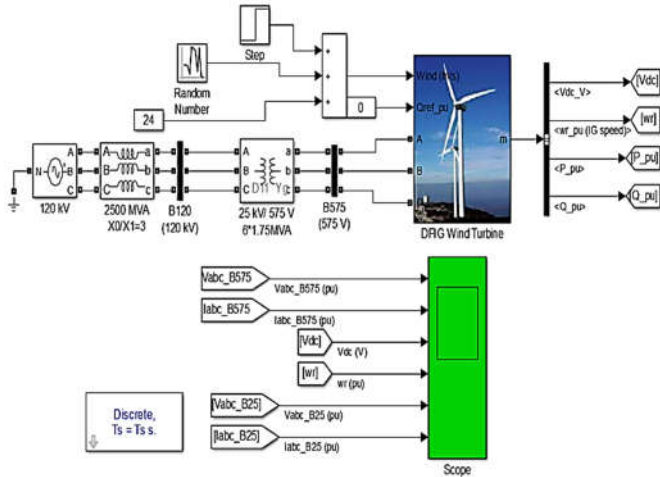 Step
Random
Number
24
+
+
+
0
Wind (m/s)
Qref_pu
A
B
m
[Vdc]
<Vdc_V>
[wr]
<wr_pu (IG speed)>
[P_pu]
<P_pu>
[Q_pu]
<Q_pu>
N
A
B
C
120 kV
A
B
C
a
b
c
2500 MVA
X0/X1=3
B120
(120 kV)
A
B
C
a
b
c
D11
25 kV/ 575 V
6*1.75MVA
B575
(575 V)
Wind Turbine
Vabc_B575
Vabc_B575 (pu)
Iabc_B575
Iabc_B575 (pu)
[Vdc]
Vdc (V)
[wr]
wr (pu)
[Vabc_B25]
Vabc_B25 (pu)
[Iabc_B25]
Iabc_B25 (pu)
Scope
Discrete,
Ts = Ts s.